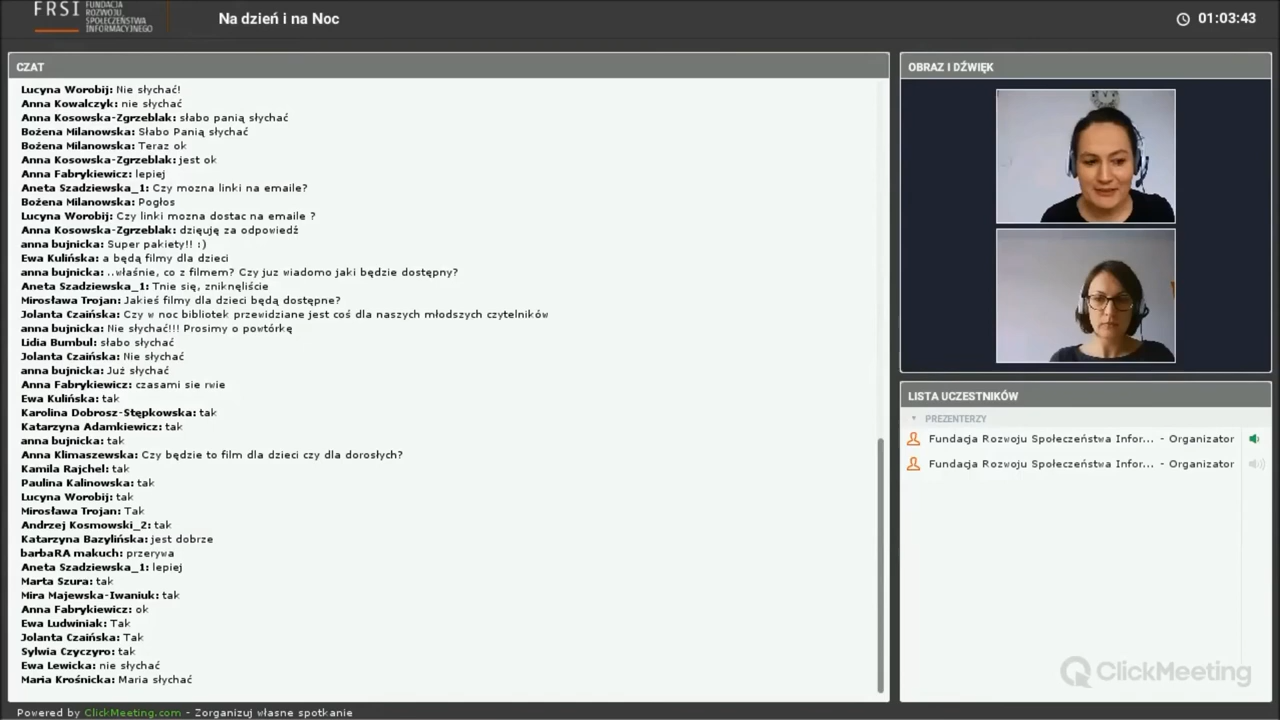 FRSI FUNDACJA
ROZWOJU
SPOŁECZEŃSTWA
INFORMACYJNEGO
Na dzień i na Noc
01:03:43
CZAT
Lucyna Worobij: Nie słychać!
Anna Kowalczyk: nie słychać
Anna Kosowska-Zgrzeblak: słabo panią słychać
Bożena Milanowska: Słabo Panią słychać
Bożena Milanowska: Teraz ok
Anna Kosowska-Zgrzeblak: jest ok
Anna Fabrykiewicz: lepiej
Aneta Szadziewska_1: Czy mozna linki na emaile?
Bożena Milanowska: Pogłos
Lucyna Worobij: Czy linki mozna dostac na emaile ?
Anna Kosowska-Zgrzeblak: dzięuję za odpowiedź
anna bujnicka: Super pakiety!! :)
Ewa Kulińska: a będą filmy dla dzieci
anna bujnicka: ..właśnie, co z filmem? Czy juz wiadomo jaki będzie dostępny?
Aneta Szadziewska_1: Tnie się, zniknęliście
Mirosława Trojan: Jakieś filmy dla dzieci będą dostępne?
Jolanta Czaińska: Czy w noc bibliotek przewidziane jest coś dla naszych młodszych czytelników
anna bujnicka: Nie słychać!!! Prosimy o powtórkę
Lidia Bumbul: słabo słychać
Jolanta Czaińska: Nie słychać
anna bujnicka: Już słychać
Anna Fabrykiewicz: czasami sie rwie
Ewa Kulińska: tak
Karolina Dobrosz-Stępkowska: tak
Katarzyna Adamkiewicz: tak
anna bujnicka: tak
Anna Klimaszewska: Czy będzie to film dla dzieci czy dla dorosłych?
Kamila Rajchel: tak
Paulina Kalinowska: tak
Lucyna Worobij: tak
Mirosława Trojan: Tak
Andrzej Kosmowski_2: tak
Katarzyna Bazylińska: jest dobrze
barbaRA makuch: przerywa
Aneta Szadziewska_1: lepiej
Marta Szura: tak
Mira Majewska-Iwaniuk: tak
Anna Fabrykiewicz: ok
Ewa Ludwiniak: Tak
Jolanta Czaińska: Tak
Sylwia Czyczyro: tak
Ewa Lewicka: nie słychać
Maria Krośnicka: Maria słychać
OBRAZ I DŹWIĘK
LISTA UCZESTNIKÓW
PREZENTERZY
Fundacja Rozwoju Społeczeństwa Infor... - Organizator
Fundacja Rozwoju Społeczeństwa Infor... - Organizator
ClickMeeting
Powered by ClickMeeting.com - Zorganizuj własne spotkanie